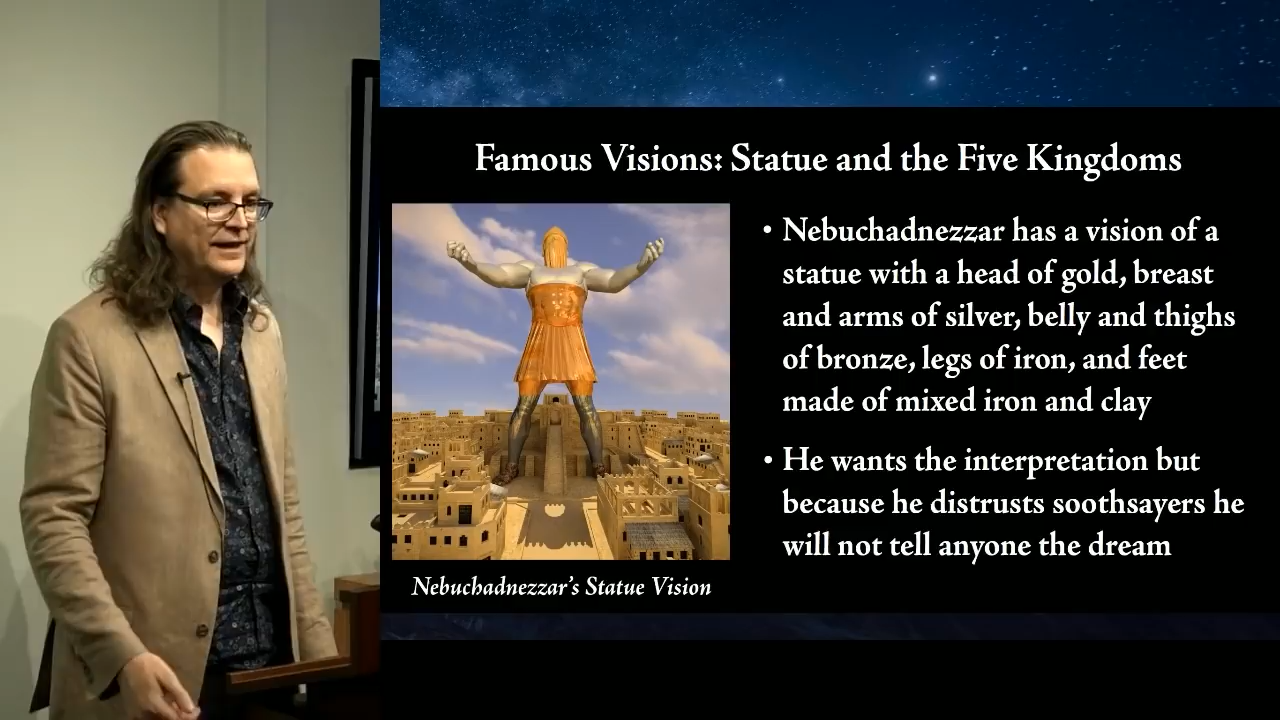 Famous Visions: Statue and the Five Kingdoms
• Nebuchadnezzar has a vision of a
statue with a head of gold, breast
and arms of silver, belly and thighs
of bronze, legs of iron, and feet
made of mixed iron and clay
• He wants the interpretation but
because he distrusts soothsayers he
will not tell anyone the dream
Nebuchadnezzar's Statue Vision